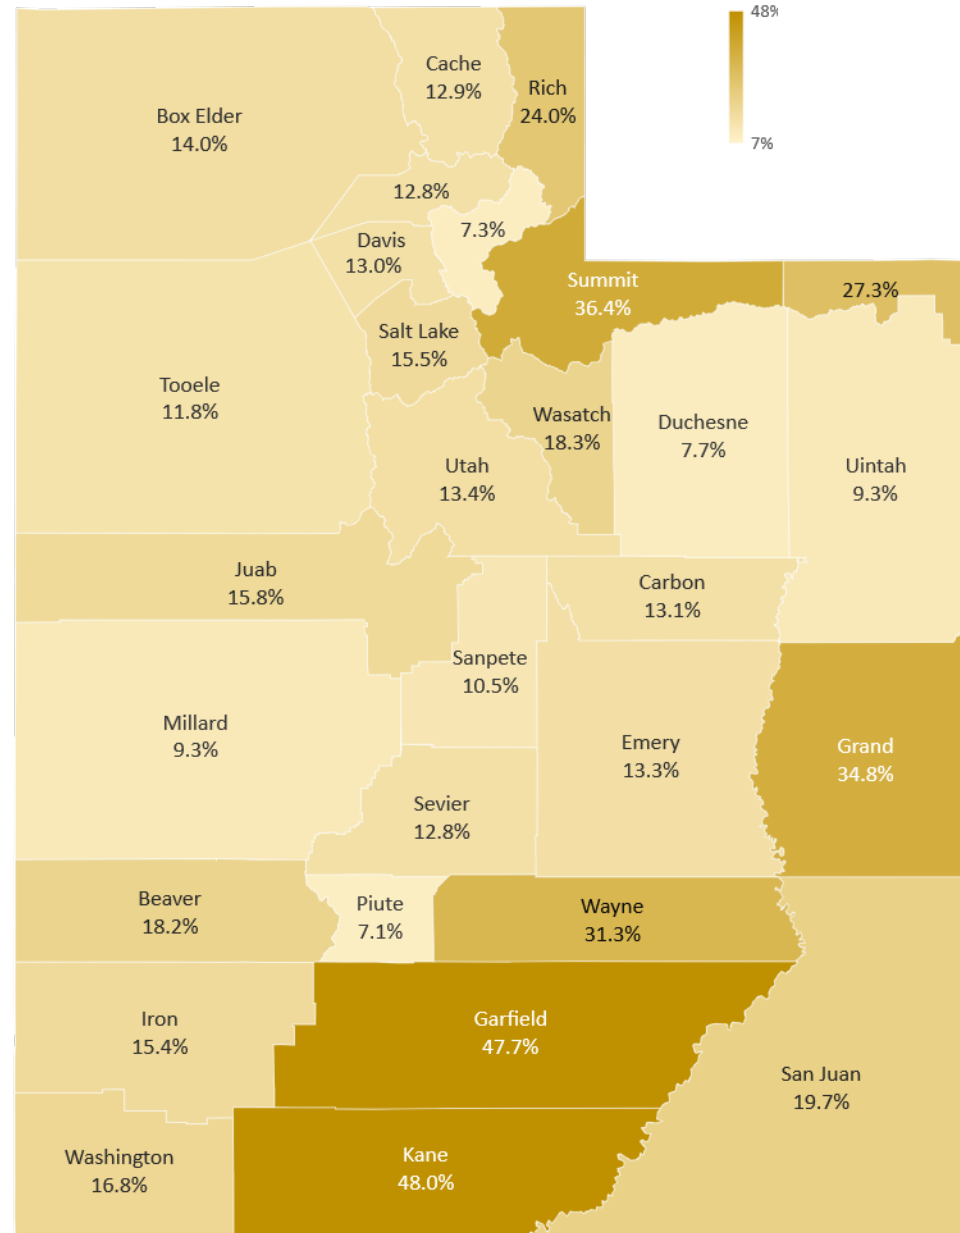 48%
7%
Cache
12.9%
Rich
24.0%
Box Elder
14.0%
12.8%
7.3%
Davis
13.0%
Summit
36.4%
27.3%
Salt Lake
15.5%
Tooele
11.8%
Wasatch
18.3%
Duchesne
7.7%
Utah
13.4%
Uintah
9.3%
Juab
15.8%
Carbon
13.1%
Sanpete
10.5%
Millard
9.3%
Emery
13.3%
Grand
34.8%
Sevier
12.8%
Beaver
18.2%
Piute
7.1%
Wayne
31.3%
Iron
15.4%
Garfield
47.7%
San Juan
19.7%
Washington
16.8%
Kane
48.0%